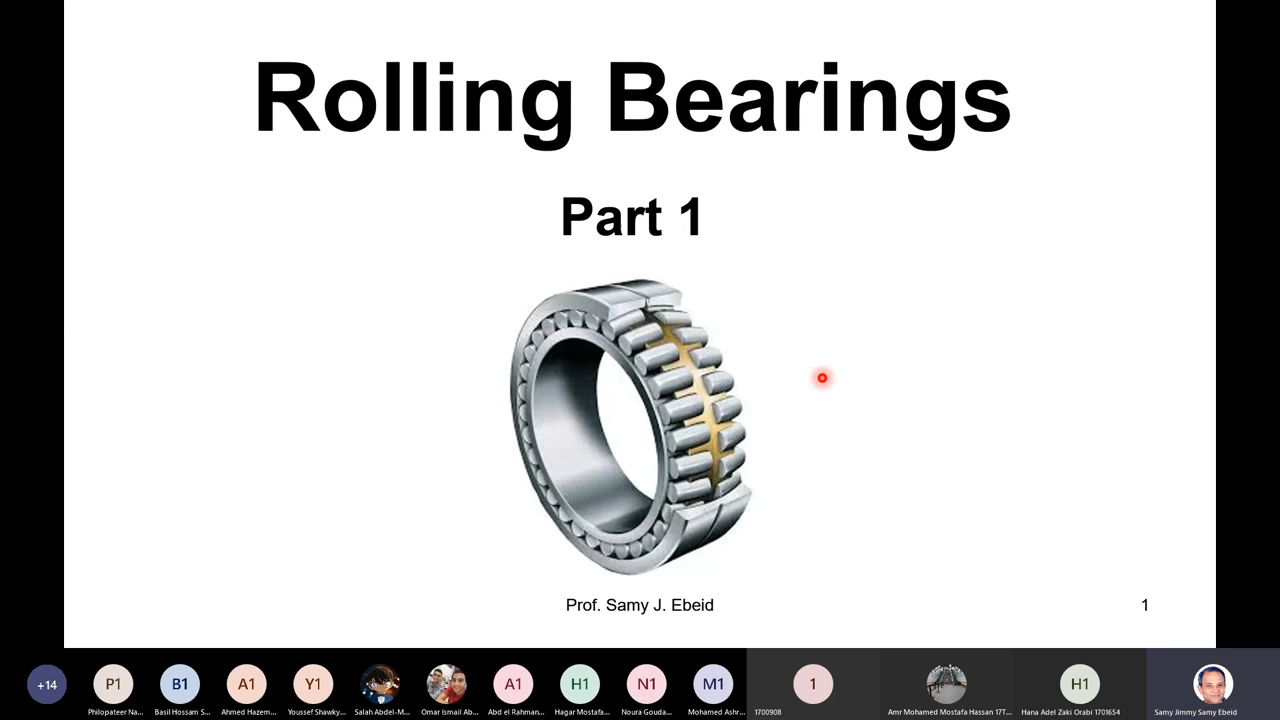 Rolling Bearings
Part 1
Prof. Samy J. Ebeid
1
+14
P1
B1
A1
Y1
A1
H1
N1
M1
1
H1
Philopateer Na...
Basil Hossam S...
Ahmed Hazem...
Youssef Shawky...
Salah Abdel-M...
Omar Ismail Ab...
Abd el Rahman...
Hagar Mostafa...
Noura Gouda...
Mohamed Ashr...
1700908
Amr Mohamed Mostafa Hassan 17T...
Hana Adel Zaki Orabi 1701654
Samy Jimmy Samy Ebeid